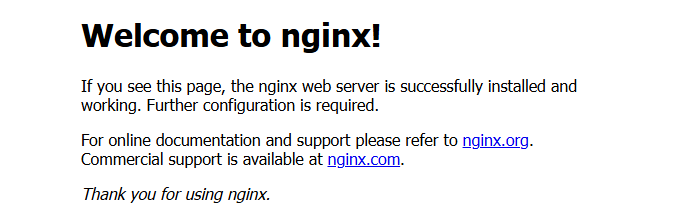 Welcome to nginx!
If you see this page, the nginx web server is successfully installed and
working. Further configuration is required.
For online documentation and support please refer to nginx.org.
Commercial support is available at nginx.com.
Thank you for using nginx.